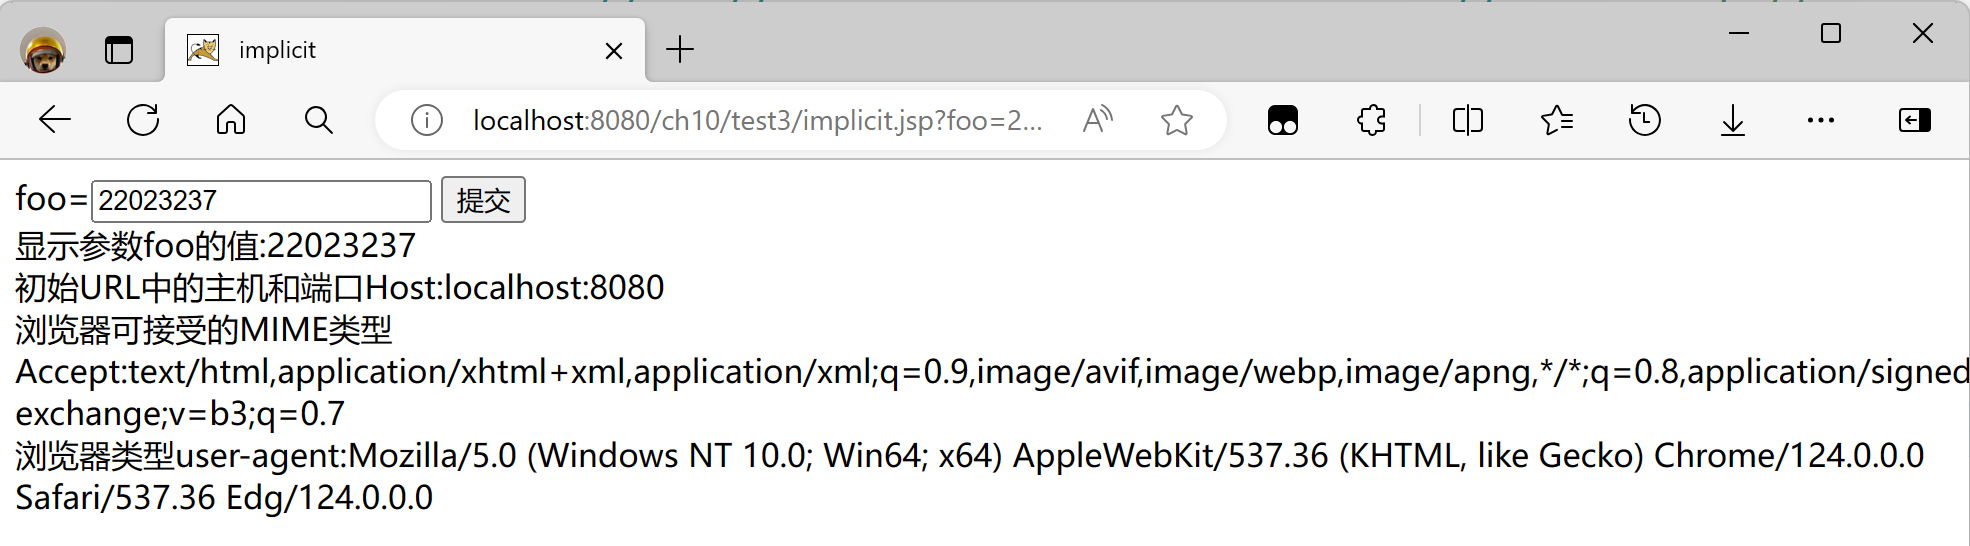 implicit
localhost:8080/ch10/test3/implicit.jsp?foo=2...
foo=22023237 提交
显示参数foo的值:22023237
初始URL中的主机和端口Host:localhost:8080
浏览器可接受的MIME类型
Accept:text/html,application/xhtml+xml,application/xml;q=0.9,image/avif,image/webp,image/apng,*/*;q=0.8,application/signed
exchange;v=b3;q=0.7
浏览器类型user-agent:Mozilla/5.0 (Windows NT 10.0; Win64; x64) AppleWebKit/537.36 (KHTML, like Gecko) Chrome/124.0.0.0
Safari/537.36 Edg/124.0.0.0